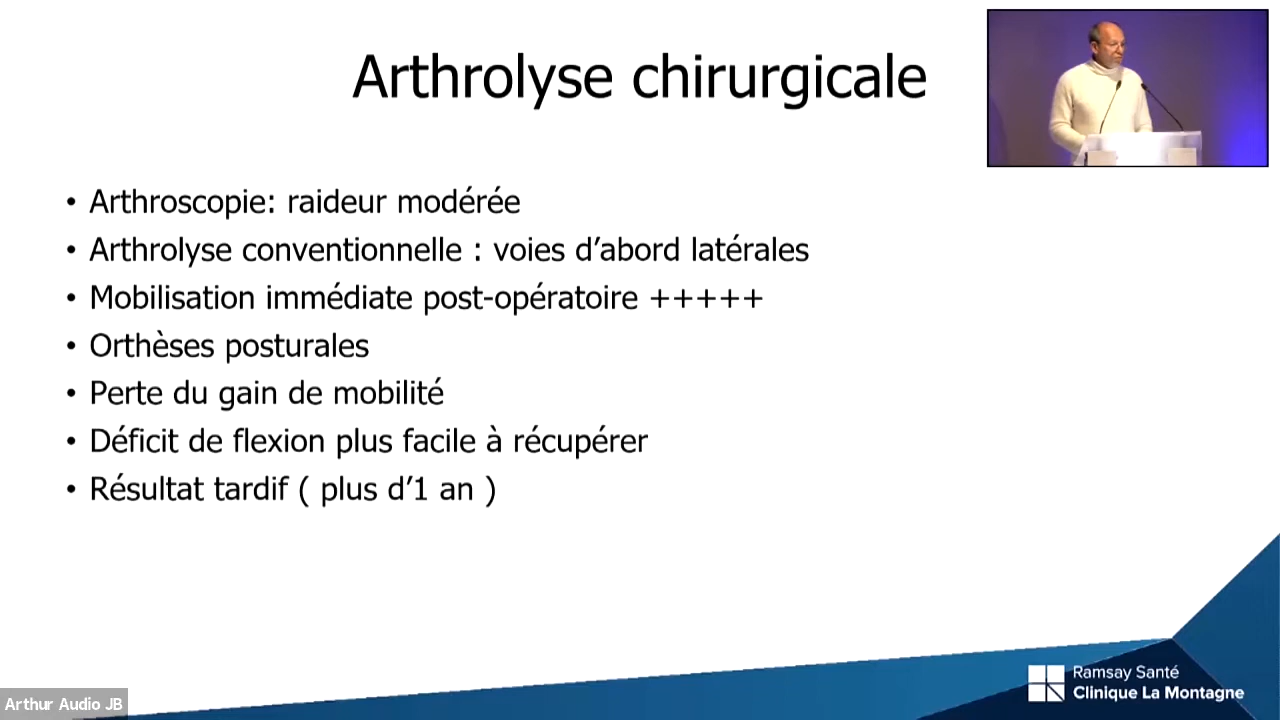 Arthrolyse chirurgicale
• Arthroscopie: raideur modérée
• Arthrolyse conventionnelle : voies d’abord latérales
• Mobilisation immédiate post-opératoire +++++
• Orthèses posturales
• Perte du gain de mobilité
• Déficit de flexion plus facile à récupérer
• Résultat tardif ( plus d’1 an )
Ramsay Santé
Clinique La Montagne
Arthur Audio JB